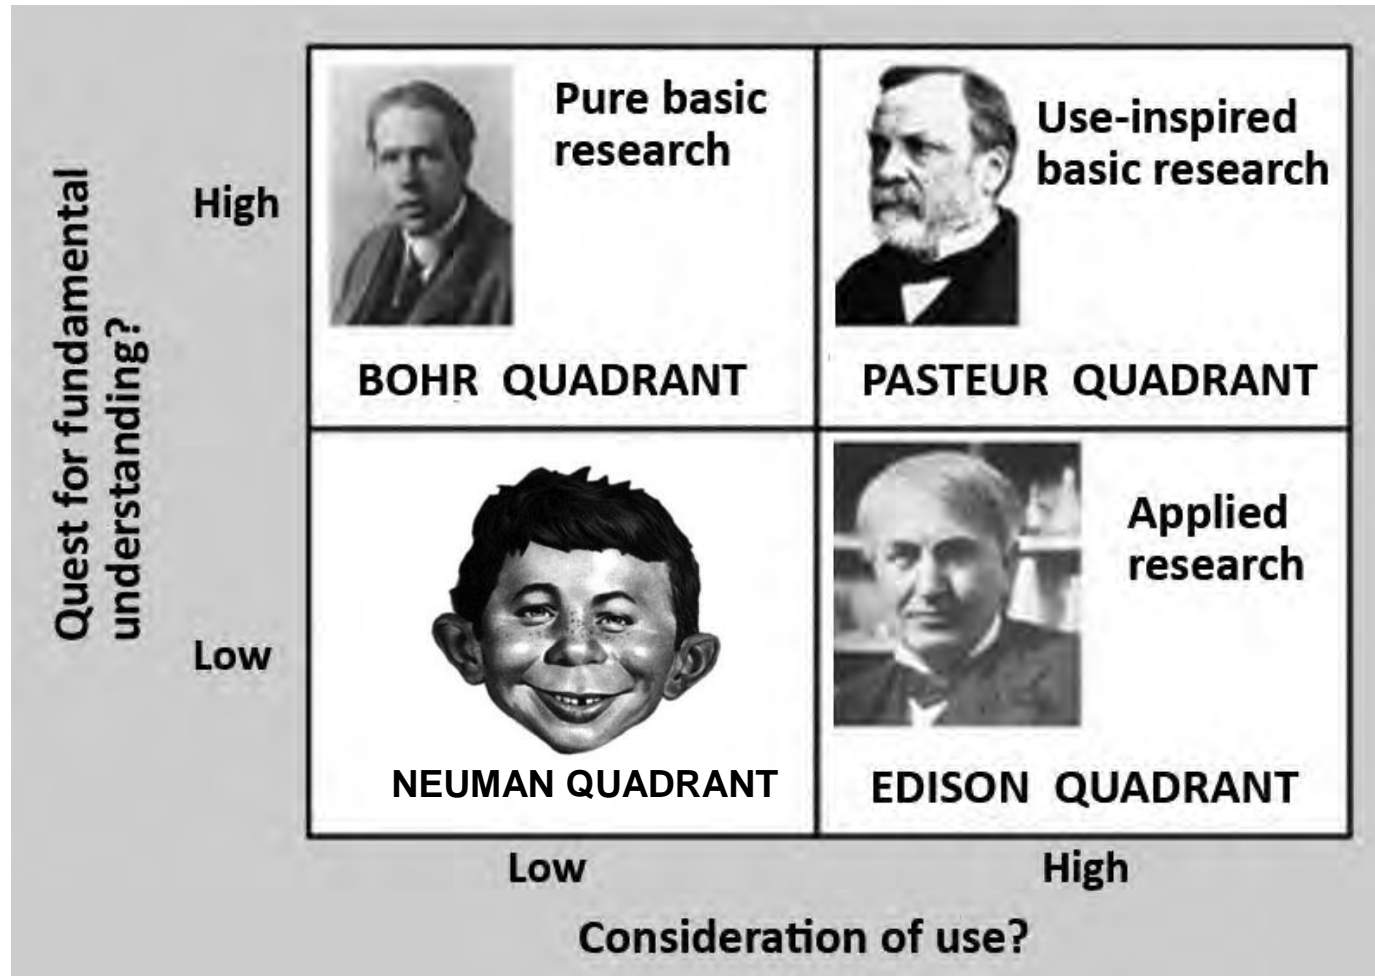 Quest for fundamental
understanding?
High
Pure basic
research
BOHR QUADRANT
Use-inspired
basic research
PASTEUR QUADRANT
Low
NEUMAN QUADRANT
Applied
research
EDISON QUADRANT
Low
High
Consideration of use?